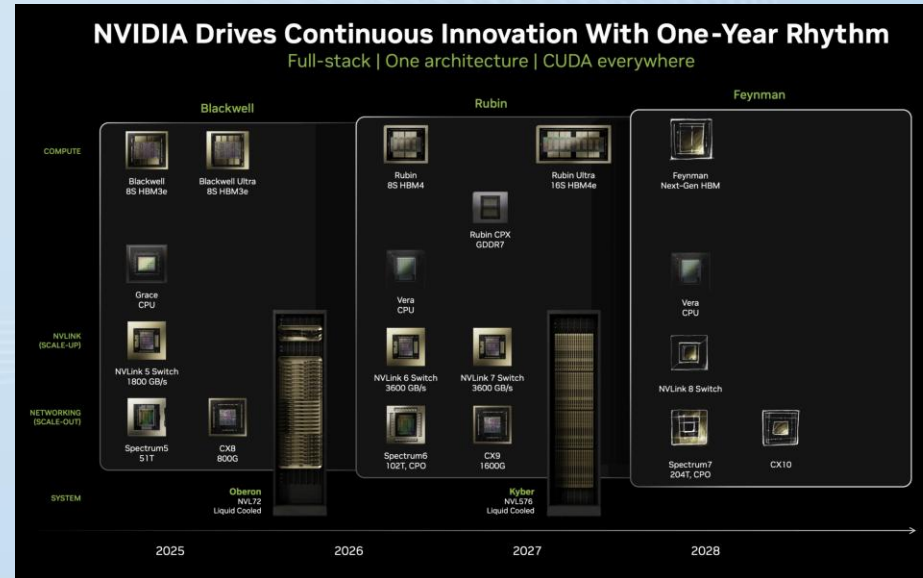 NVIDIA Drives Continuous Innovation With One-Year Rhythm
Full-stack | One architecture | CUDA everywhere
Blackwell
Rubin
Feynman
COMPUTE
Blackwell
8S HBM3e
Blackwell Ultra
8S HBM3e
Rubin
8S HBM4
Rubin Ultra
16S HBM4e
Feynman
Next-Gen HBM
Rubin CPX
GDDR7
Grace
CPU
Vera
CPU
Vera
CPU
NVLINK
(SCALE-UP)
NVLink 5 Switch
1800 GB/s
NVLink 6 Switch
3600 GB/s
NVLink 7 Switch
3600 GB/s
NVLink 8 Switch
NETWORKING
(SCALE-OUT)
Spectrum5
51T
CX8
800G
Spectrum6
102T, CPO
CX9
1600G
Spectrum7
204T, CPO
CX10
SYSTEM
Oberon
NVL72
Liquid Cooled
Kyber
NVL576
Liquid Cooled
2025
2026
2027
2028